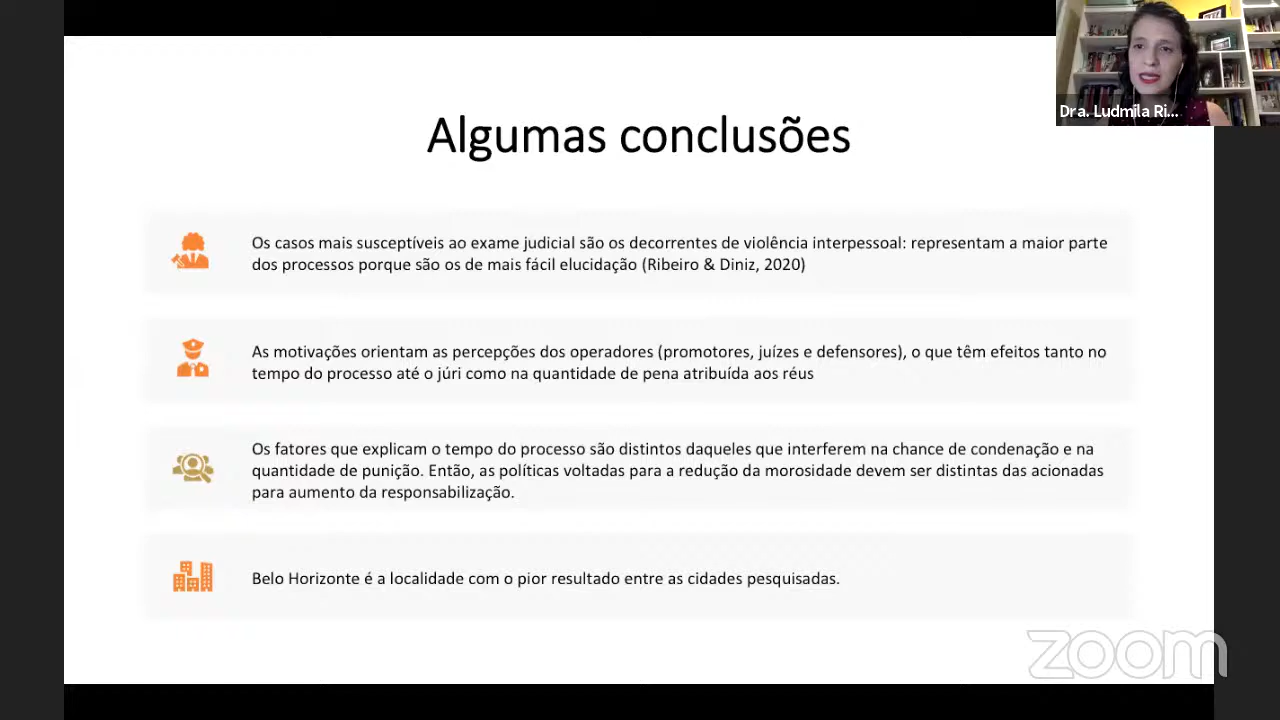 Dra. Ludmila Ri...
Algumas conclusões
Os casos mais susceptíveis ao exame judicial são os decorrentes de violência interpessoal: representam a maior parte
dos processos porque são os de mais fácil elucidação (Ribeiro & Diniz, 2020)
As motivações orientam as percepções dos operadores (promotores, juízes e defensores), o que têm efeitos tanto no
tempo do processo até o júri como na quantidade de pena atribuída aos réus
Os fatores que explicam o tempo do processo são distintos daqueles que interferem na chance de condenação e na
quantidade de punição. Então, as políticas voltadas para a redução da morosidade devem ser distintas das acionadas
para aumento da responsabilização.
Belo Horizonte é a localidade com o pior resultado entre as cidades pesquisadas.
zoom